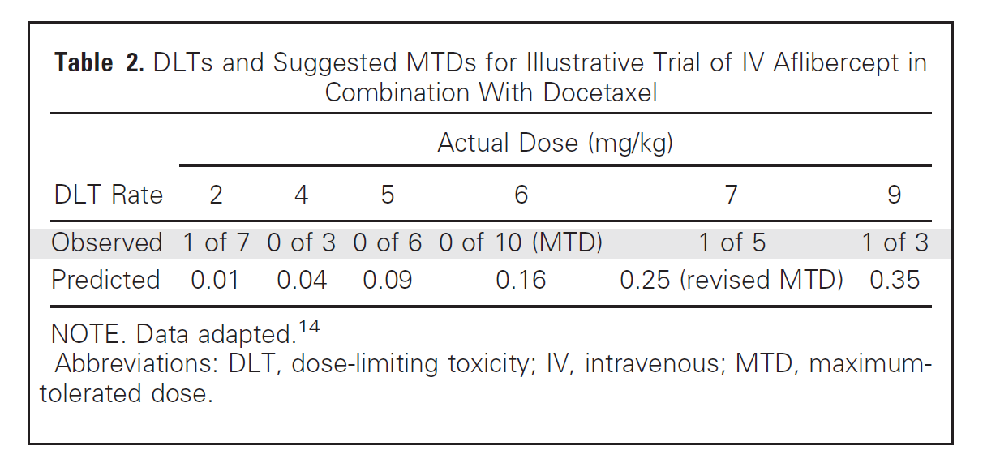 Table 2. DLTs and Suggested MTDs for Illustrative Trial of IV Aflibercept in
Combination With Docetaxel
Actual Dose (mg/kg)
DLT Rate 2 4 5 6 7 9
Observed 1 of 7 0 of 3 0 of 6 0 of 10 (MTD) 1 of 5 1 of 3
Predicted 0.01 0.04 0.09 0.16 0.25 (revised MTD) 0.35
NOTE. Data adapted.14
Abbreviations: DLT, dose-limiting toxicity; IV, intravenous; MTD, maximum-
tolerated dose.